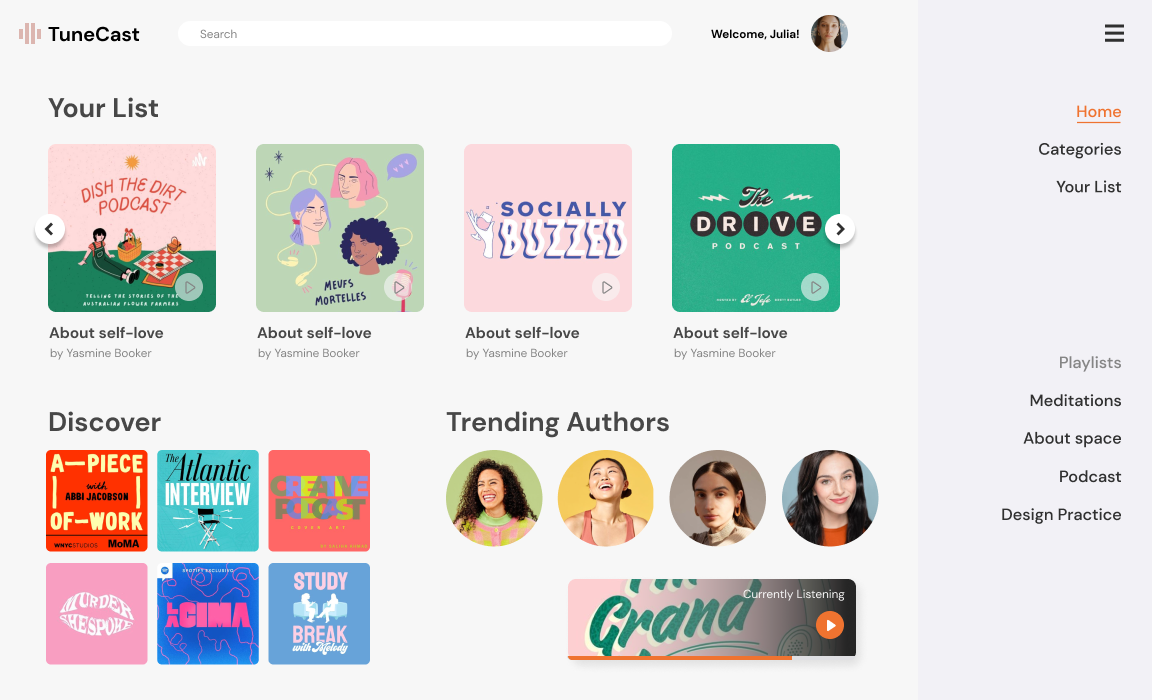 TuneCast
Search
Welcome, Julia!
Your List
DISH THE DIRT
PODCAST
TELLING THE STORIES OF THE
AUSTRALIAN FLOWER FARMERS
MEUFS
MORTELLES
SOCIALLY
BUZZED
The
DRIVE
PODCAST
El Jefe
About self-love
by Yasmine Booker
About self-love
by Yasmine Booker
About self-love
by Yasmine Booker
About self-love
by Yasmine Booker
Discover
A—PIECE
with
ABBI JACOBSON
OF—WORK
WNYCSTUDIOS
MoMA
The
Atlantic
INTERVIEW
CREATIVE
PODCAST
COVER ART
MURDER
SHE SPOKE
SPOTIFY EXCLUSIVO
LA CIMA
STUDY
BREAK
with Melody
Trending Authors
Grand
Currently Listening
Home
Categories
Your List
Playlists
Meditations
About space
Podcast
Design Practice